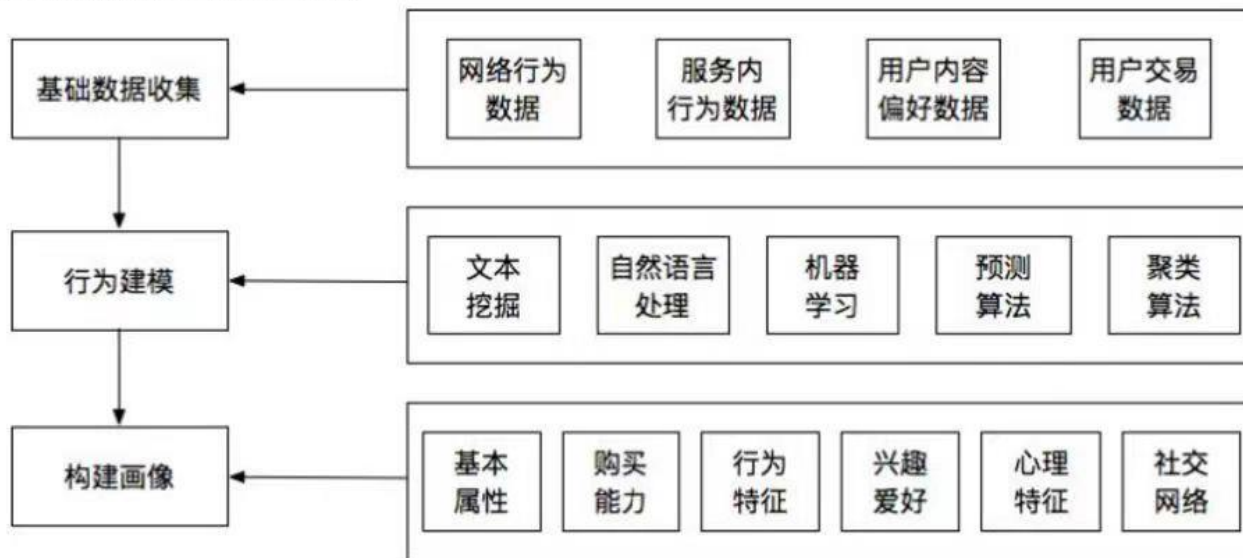 基础数据收集
网络行为
数据
服务内
行为数据
用户内容
偏好数据
用户交易
数据
行为建模
文本
挖掘
自然语言
处理
机器
学习
预测
算法
聚类
算法
构建画像
基本
属性
购买
能力
行为
特征
兴趣
爱好
心理
特征
社交
网络